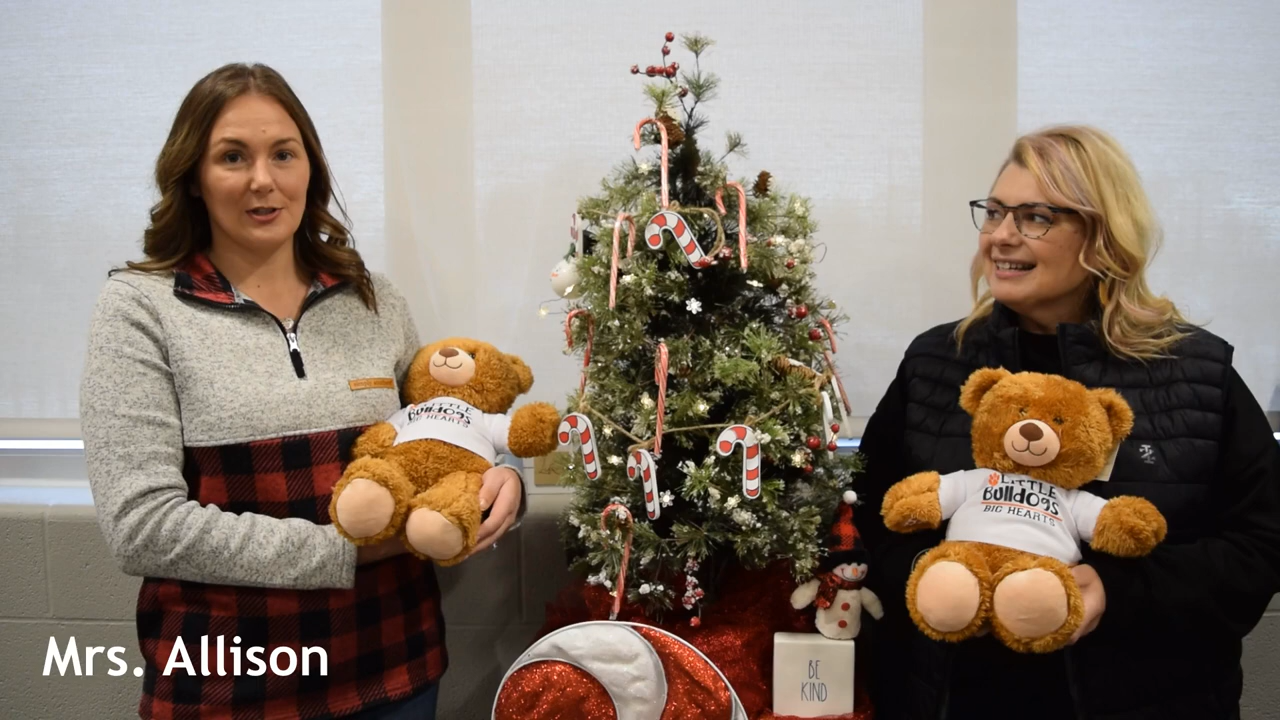 LITTLE
Bulldogs
BIG HEARTS
LITTLE
Bulldogs
BIG HEARTS
BE
KIND
Mrs. Allison